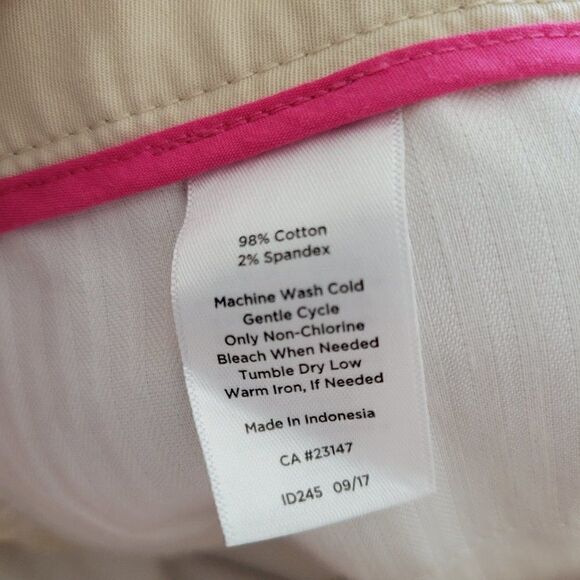 98% Cotton
2% Spandex
Machine Wash Cold
Gentle Cycle
Only Non-Chlorine
Bleach When Needed
Tumble Dry Low
Warm Iron, If Needed
Made In Indonesia
CA #23147
ID245 09/17